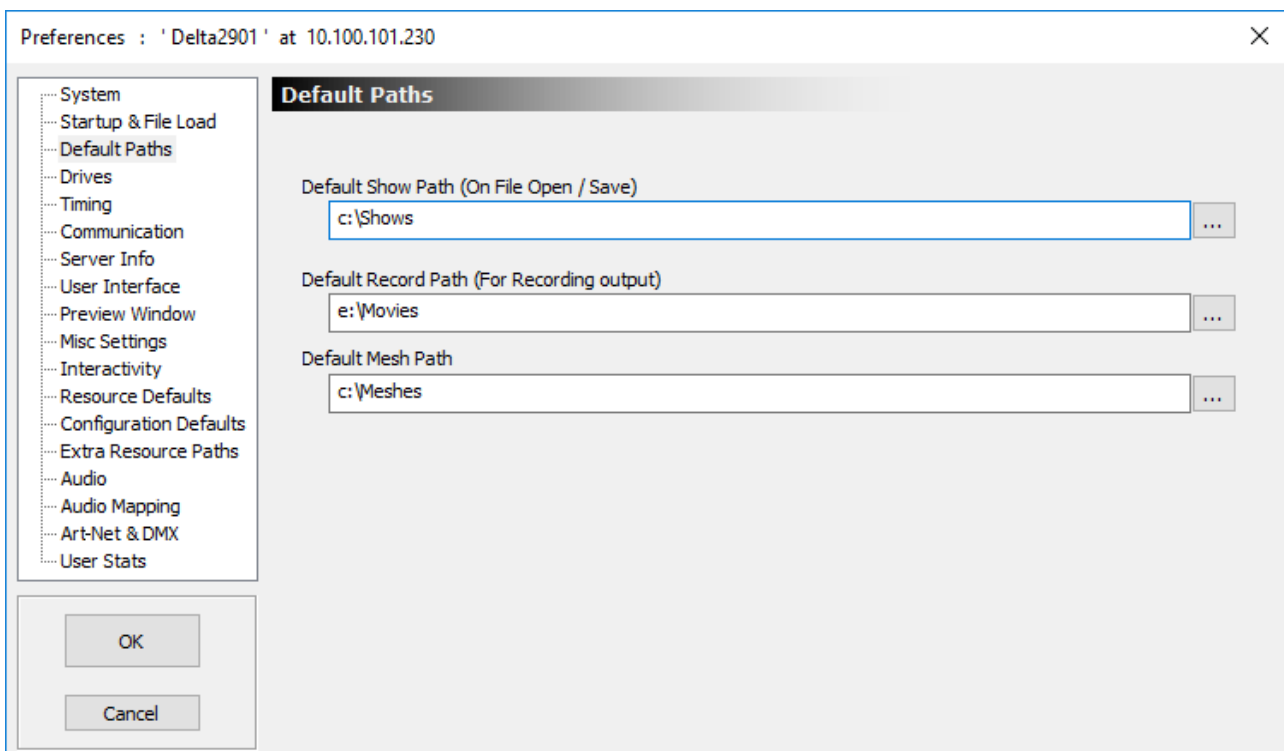 Preferences : ' Delta2901 ' at 10.100.101.230
System
Startup & File Load
Default Paths
Drives
Timing
Communication
Server Info
User Interface
Preview Window
Misc Settings
Interactivity
Resource Defaults
Configuration Defaults
Extra Resource Paths
Audio
Audio Mapping
Art-Net & DMX
User Stats
OK
Cancel
Default Paths
Default Show Path (On File Open / Save)
c:\Shows
...
Default Record Path (For Recording output)
e:\Movies
...
Default Mesh Path
c:\Meshes
...